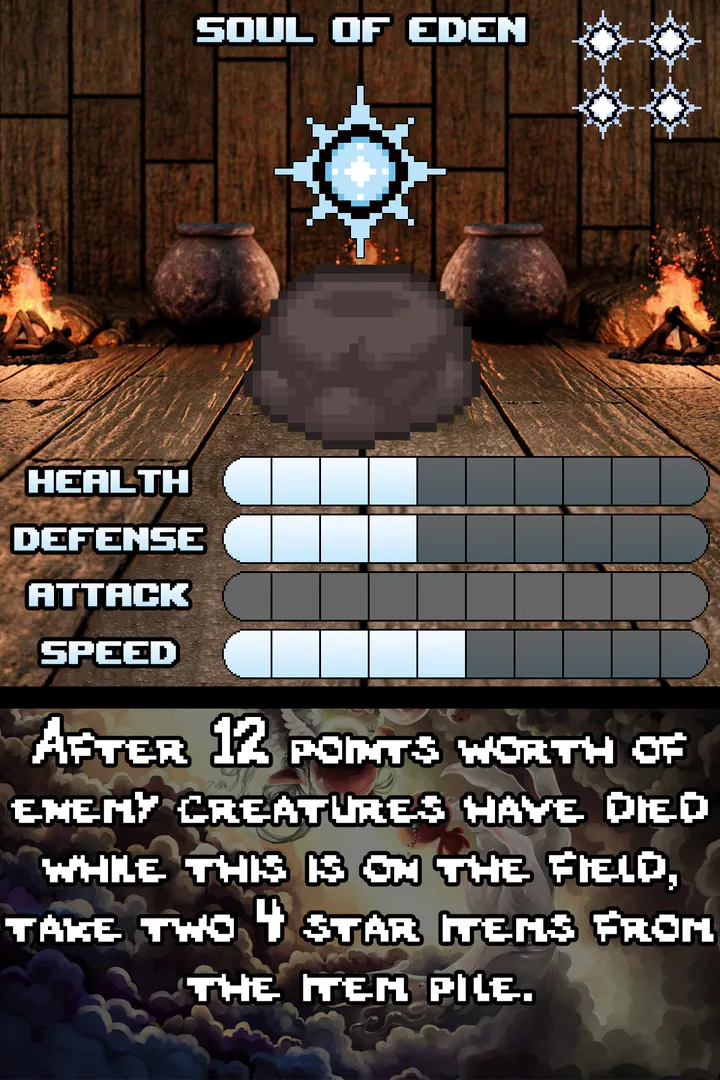 SOUL OF EDEN
HEALTH
DEFENSE
ATTACK
SPEED
AFTER 12 POINTS WORTH OF
ENEMY CREATURES HAVE DIED
WHILE THIS IS ON THE FIELD,
TAKE TWO 4 STAR ITEMS FROM
THE ITEM PILE.